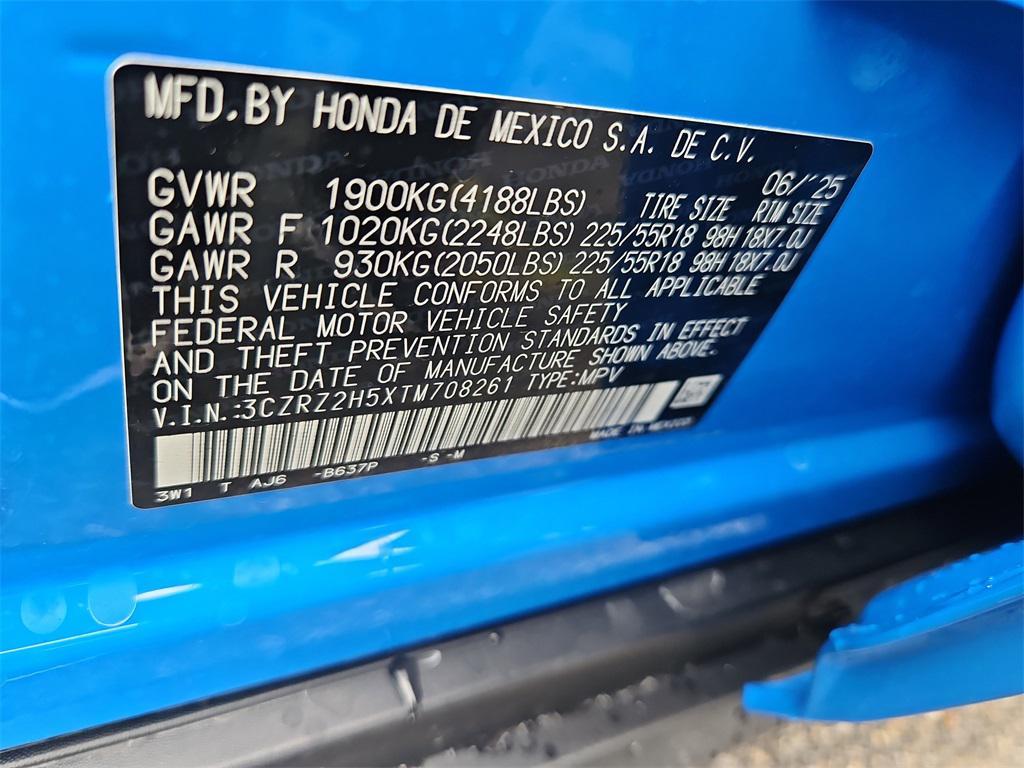 MFD.BY HONDA DE MEXICO S.A. DE C.V.
06/'25
GVWR 1900KG(4188LBS) TIRE SIZE RIM SIZE
GAWR F 1020KG(2248LBS) 225/55R18 98H 18X7.0J
GAWR R 930KG(2050LBS) 225/55R18 98H 18X7.0J
THIS VEHICLE CONFORMS TO ALL APPLICABLE
FEDERAL MOTOR VEHICLE SAFETY
AND THEFT PREVENTION STANDARDS IN EFFECT
ON THE DATE OF MANUFACTURE SHOWN ABOVE.
V.I.N.:3CZRZ2H5XTM708261 TYPE:MPV
MADE IN MEXICO
3W1 T AJ6 -B637P -S -M